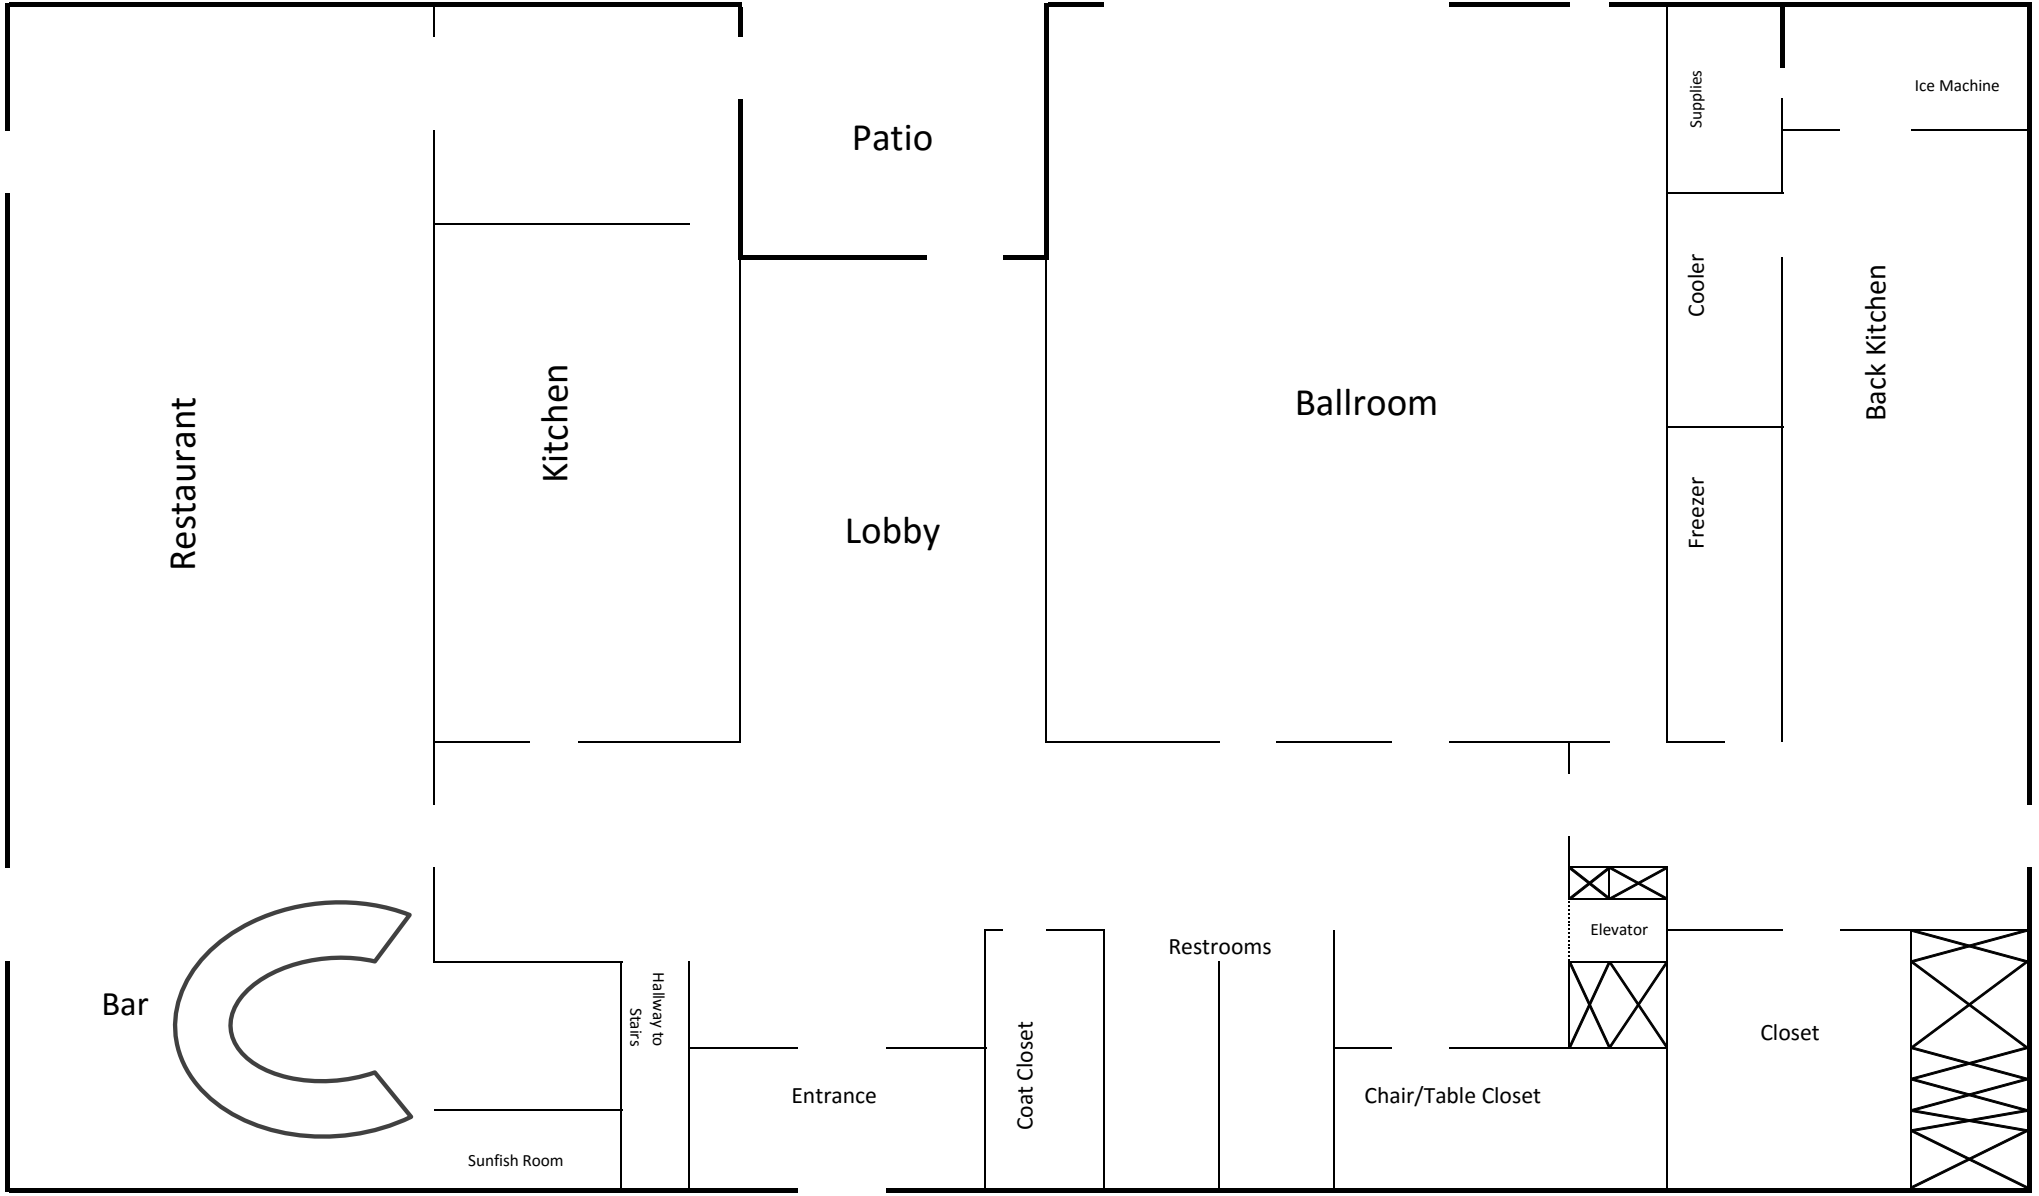 Ice Machine
Supplies
Patio
Cooler
Back Kitchen
Kitchen
Ballroom
Restaurant
Freezer
Lobby
Elevator
Restrooms
Bar
Hallway to
Stairs
Closet
Coat Closet
Entrance
Chair/Table Closet
Sunfish Room